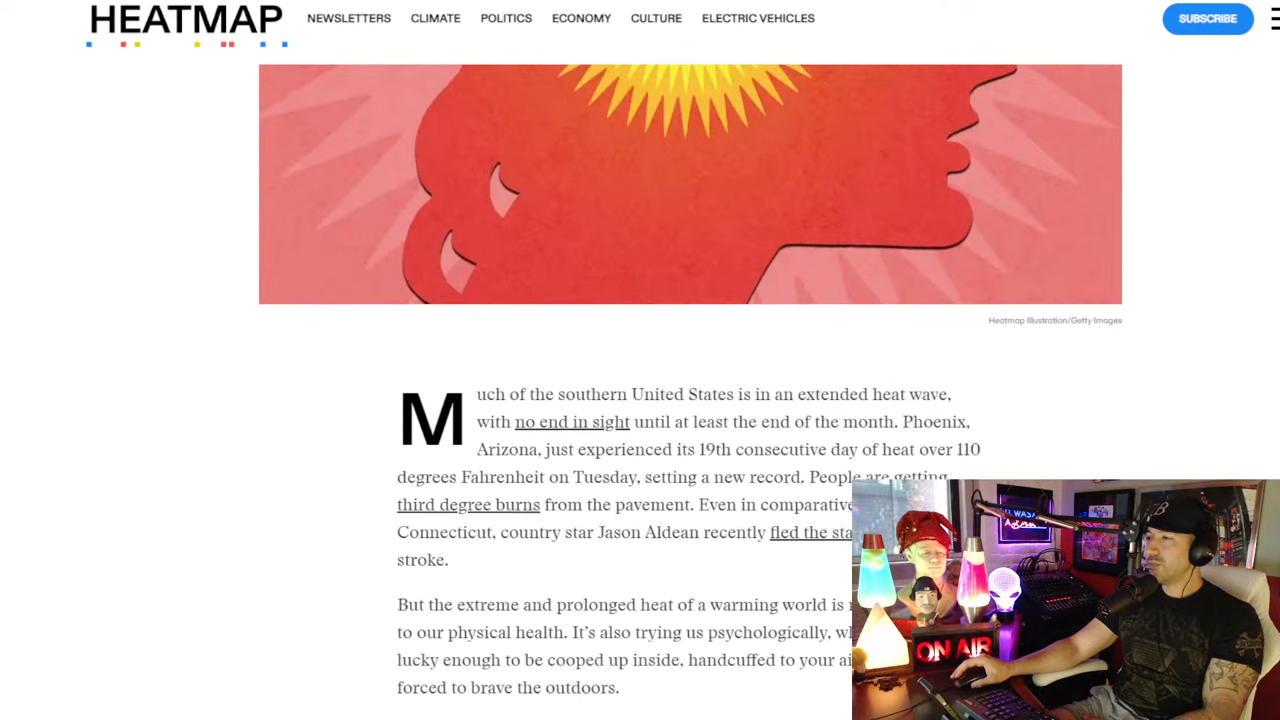 HEATMAP
NEWSLETTERS CLIMATE POLITICS ECONOMY CULTURE ELECTRIC VEHICLES
SUBSCRIBE
Heatmap Illustration/Getty Images
Much of the southern United States is in an extended heat wave,
with no end in sight until at least the end of the month. Phoenix,
Arizona, just experienced its 19th consecutive day of heat over 110
degrees Fahrenheit on Tuesday, setting a new record. People are getting
third degree burns from the pavement. Even in comparative
Connecticut, country star Jason Aldean recently fled the sta
stroke.
But the extreme and prolonged heat of a warming world is
to our physical health. It's also trying us psychologically,
lucky enough to be cooped up inside, handcuffed to your ai
forced to brave the outdoors.
ON AIR